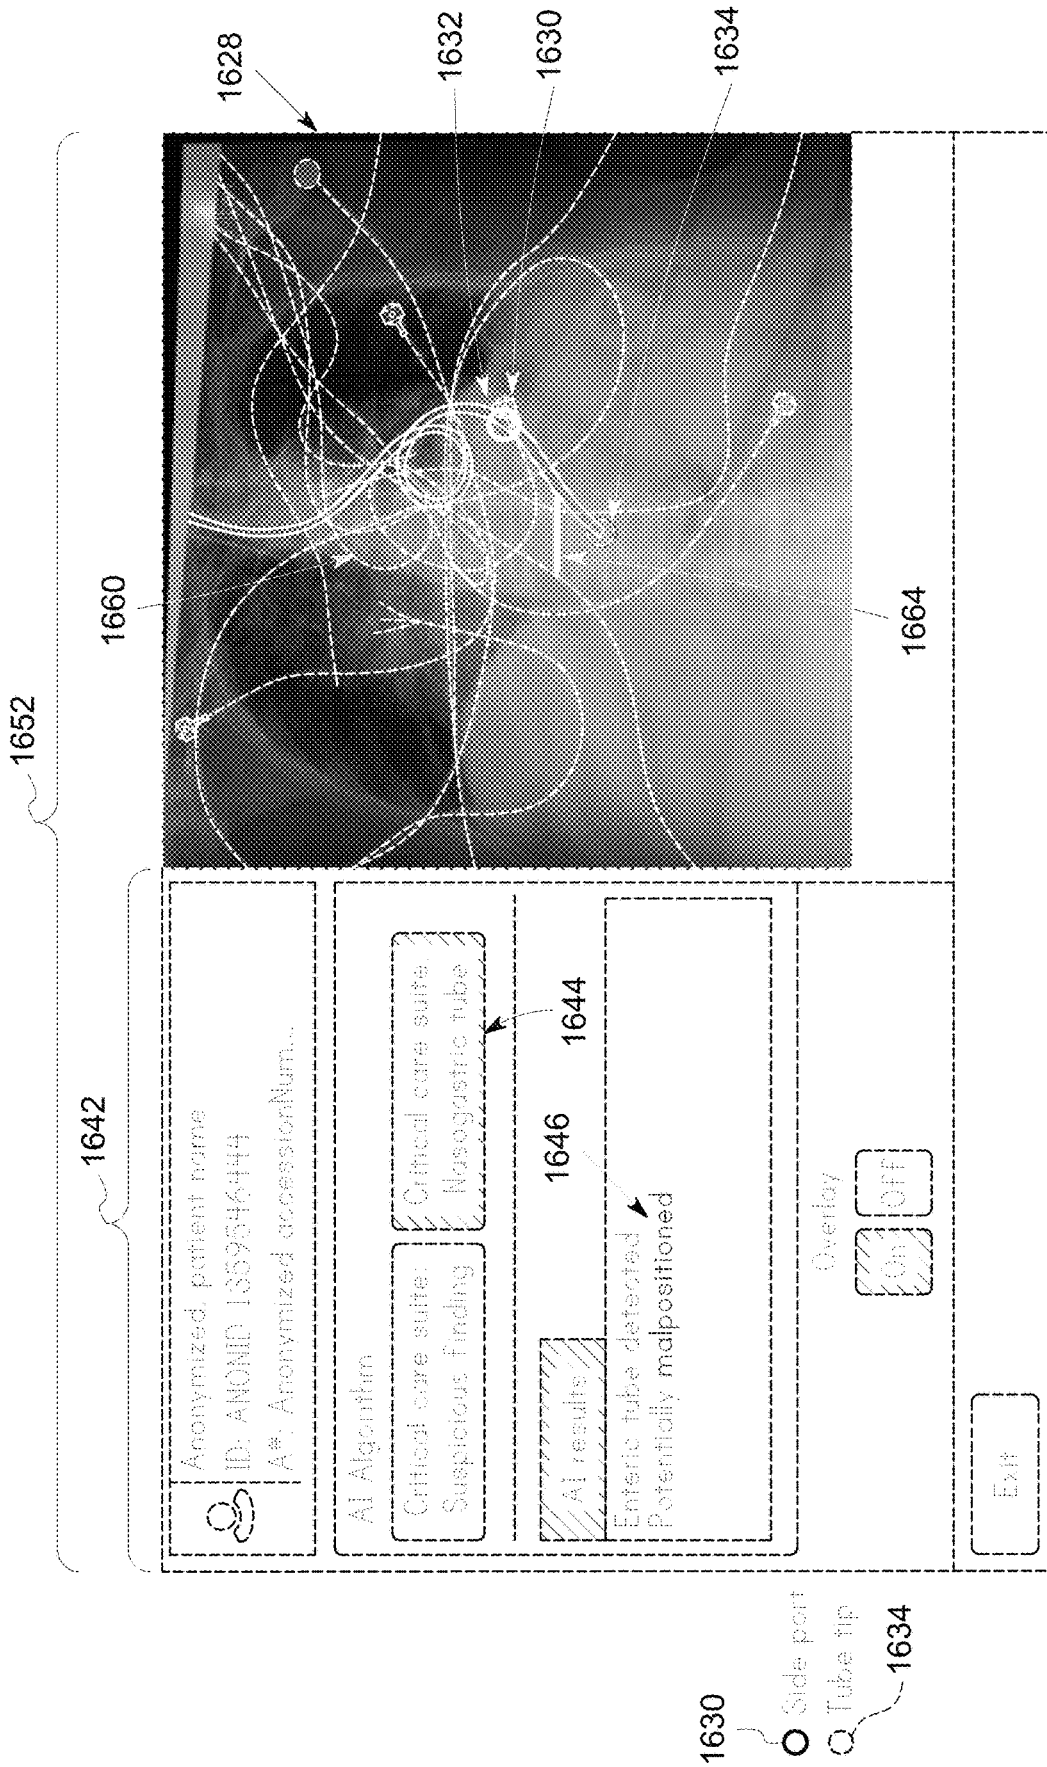 1652
1642
1660
1628
1632
1630
1634
1664
Anonymized, patient name
ID: ANONID 1359546444
A#: Anonymized accessionNum...
AI Algorithm
Critical care suite:
Suspicious finding
Critical care suite:
Nasogastric tube
1644
AI results
1646
Enteric tube detected
Potentially malpositioned
Overlay
On
OFF
Exit
1630
Side port
Tube tip
1634